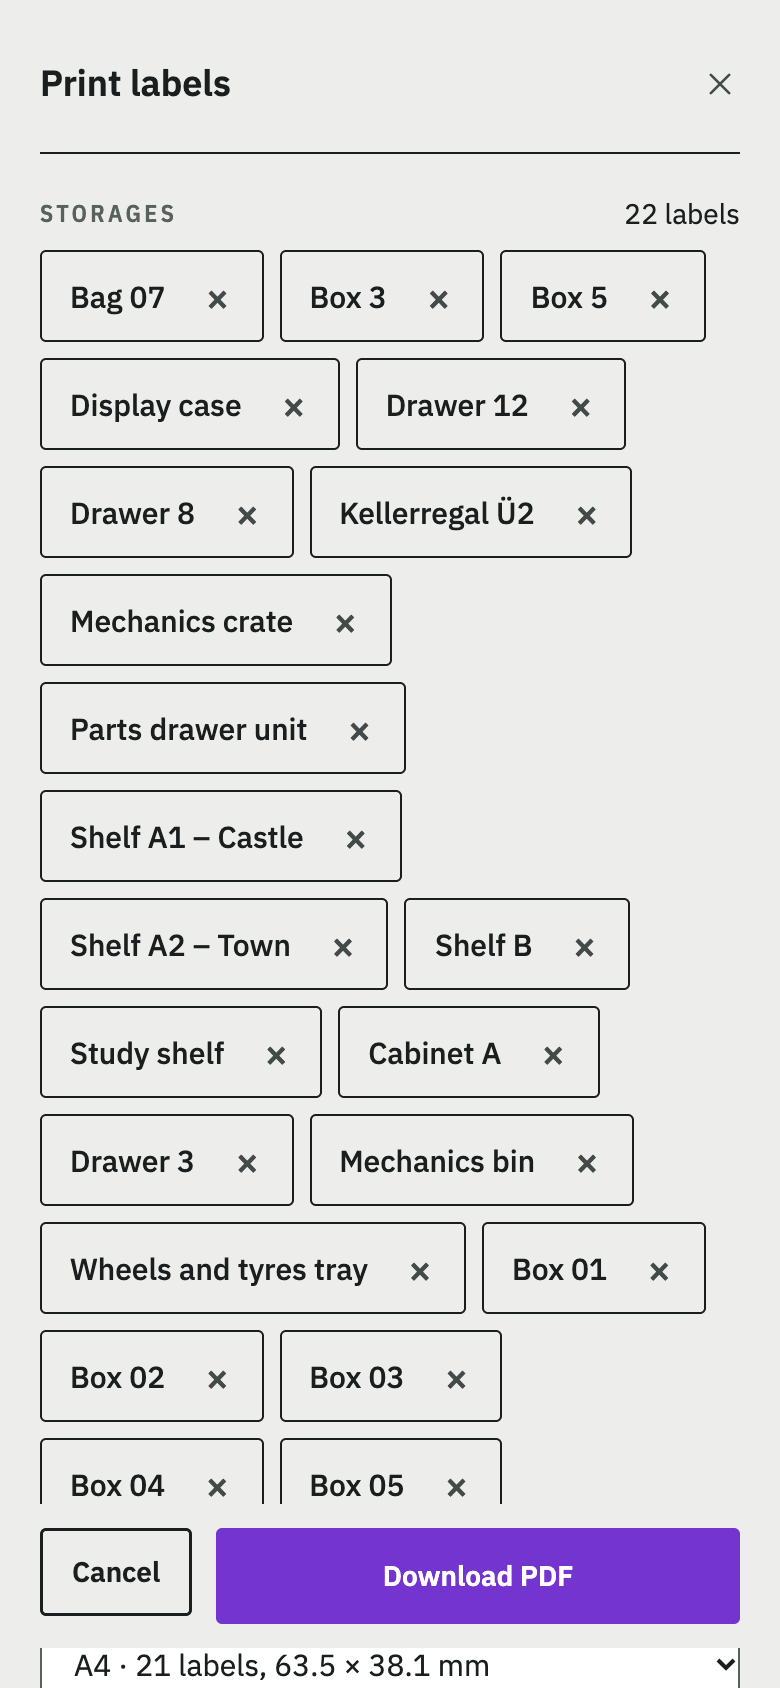 Print labels
STORAGES 22 labels
Bag 07 × Box 3 × Box 5 ×
Display case × Drawer 12 ×
Drawer 8 × Kellerregal Ü2 ×
Mechanics crate ×
Parts drawer unit ×
Shelf A1 – Castle ×
Shelf A2 – Town × Shelf B ×
Study shelf × Cabinet A ×
Drawer 3 × Mechanics bin ×
Wheels and tyres tray × Box 01 ×
Box 02 × Box 03 ×
Box 04 × Box 05 ×
Cancel Download PDF
A4 · 21 labels, 63.5 × 38.1 mm